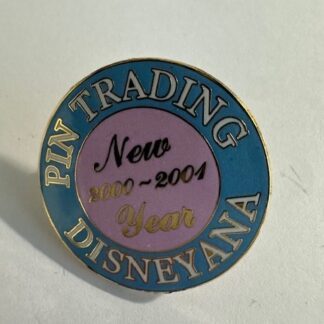 PIN TRADING
New
2000~2001
Year
DISNEYANA